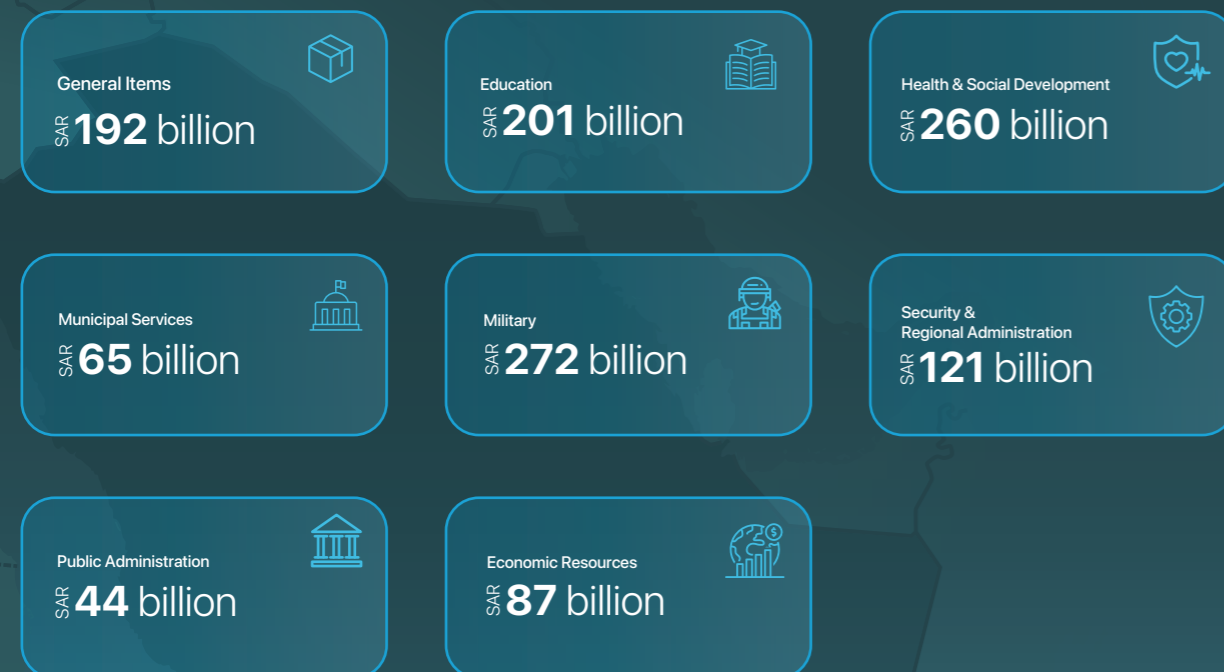 General Items
SAR 192 billion
Education
SAR 201 billion
Health & Social Development
SAR 260 billion
Municipal Services
SAR 65 billion
Military
SAR 272 billion
Security &
Regional Administration
SAR 121 billion
Public Administration
SAR 44 billion
Economic Resources
SAR 87 billion
$